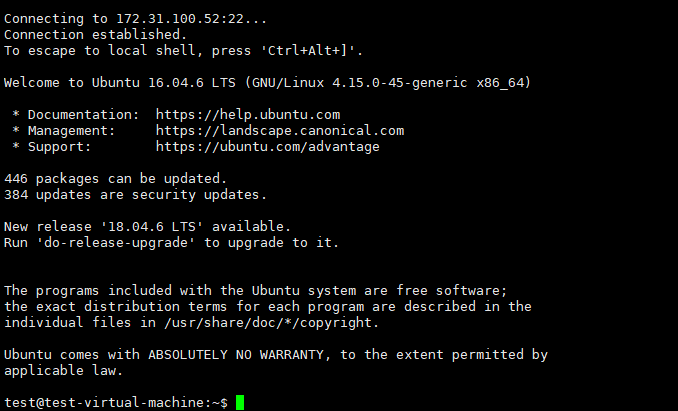 Connecting to 172.31.100.52:22...
Connection established.
To escape to local shell, press 'Ctrl+Alt+]'.
Welcome to Ubuntu 16.04.6 LTS (GNU/Linux 4.15.0-45-generic x86_64)
 * Documentation:  https://help.ubuntu.com
 * Management:     https://landscape.canonical.com
 * Support:        https://ubuntu.com/advantage
446 packages can be updated.
384 updates are security updates.
New release '18.04.6 LTS' available.
Run 'do-release-upgrade' to upgrade to it.
The programs included with the Ubuntu system are free software;
the exact distribution terms for each program are described in the
individual files in /usr/share/doc/*/copyright.
Ubuntu comes with ABSOLUTELY NO WARRANTY, to the extent permitted by
applicable law.
test@test-virtual-machine:~$